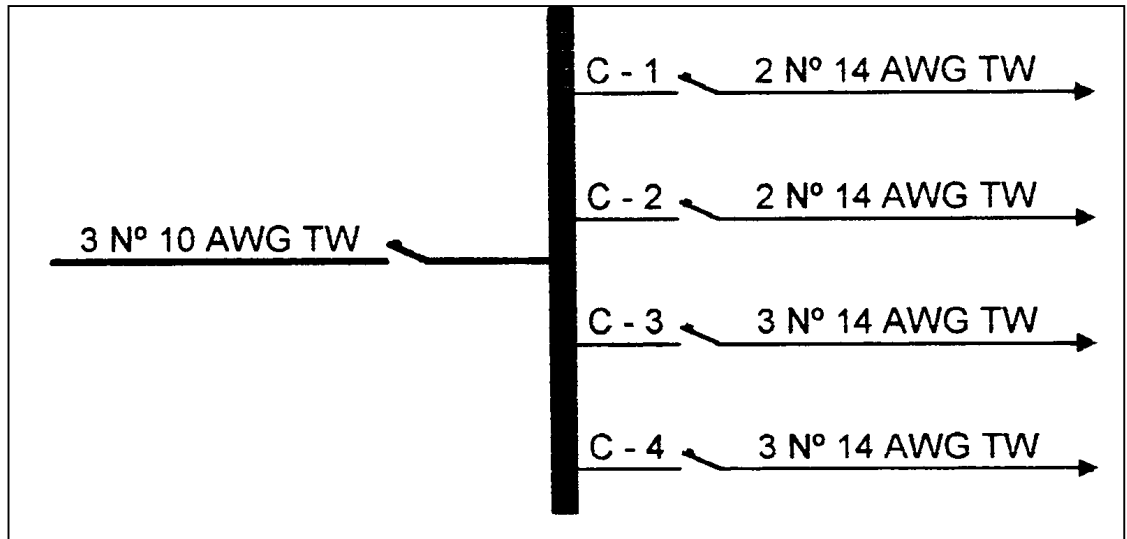 C - 1 2 Nº 14 AWG TW
C - 2 2 Nº 14 AWG TW
3 Nº 10 AWG TW
C - 3 3 Nº 14 AWG TW
C - 4 3 Nº 14 AWG TW